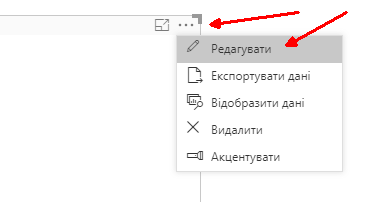 Редагувати
Експортувати дані
Відобразити дані
Видалити
Акцентувати